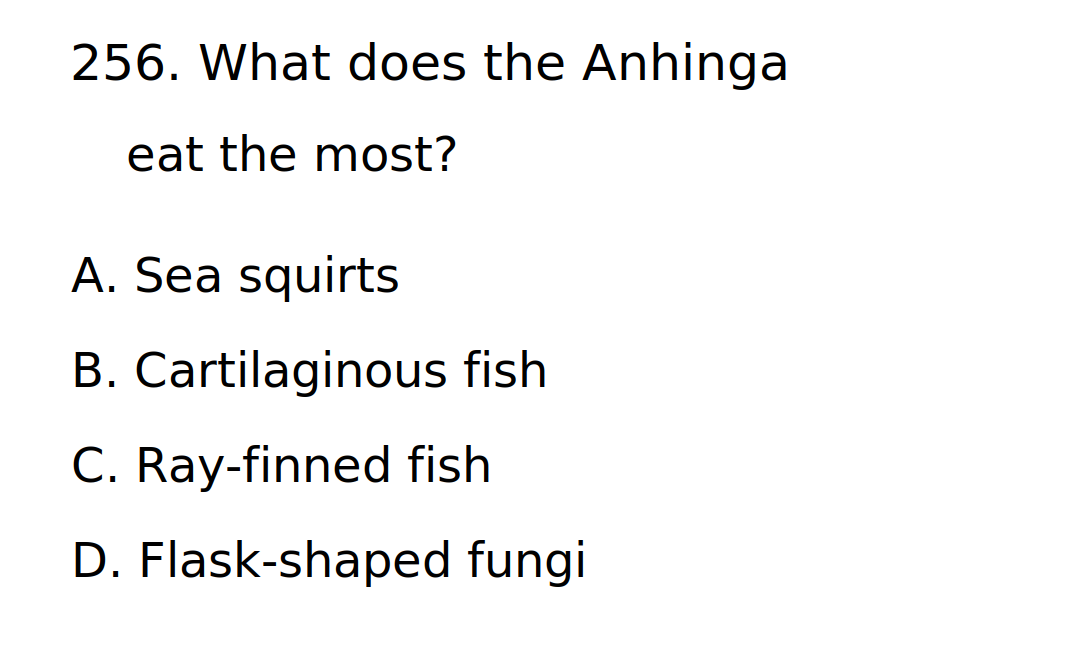 256. What does the Anhinga
eat the most?
A. Sea squirts
B. Cartilaginous fish
C. Ray-finned fish
D. Flask-shaped fungi